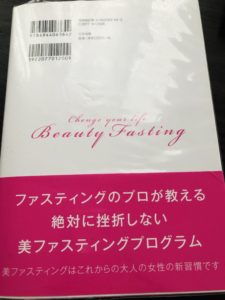 Change your life
Beauty Fasting
ファスティングのプロが教える
絶対に挫折しない
美ファスティングプログラム
美ファスティングはこれからの大人の女性の新習慣です